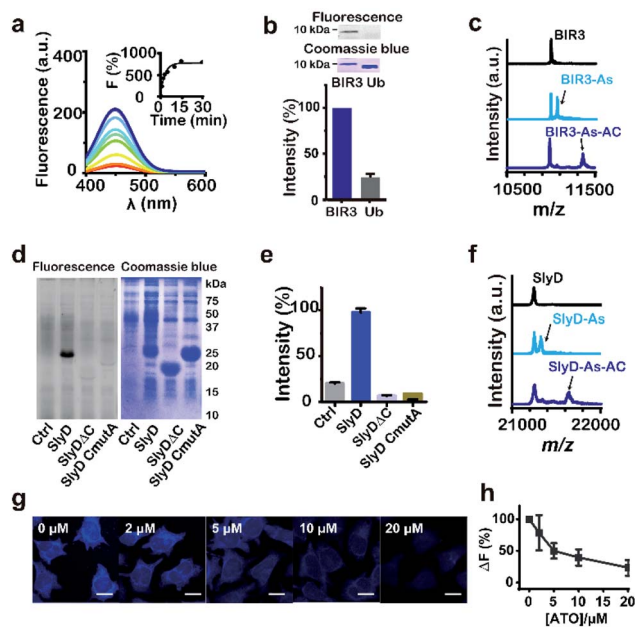 a
Fluorescence (a.u.)
400
200
0
400 500 600
λ (nm)
F (%)
1000
500
0
0 15 30
Time (min)
b
Fluorescence
10 kDa
Coomassie blue
10 kDa
BIR3 Ub
Intensity (%)
100
50
0
BIR3 Ub
c
Intensity (a.u.)
BIR3
BIR3-As
BIR3-As-AC
10500 11500
m/z
d
Fluorescence Coomassie blue
kDa
75
50
37
25
20
15
10
Ctrl
SlyD
SlyDΔC
SlyD CmutA
Ctrl
SlyD
SlyDΔC
SlyD CmutA
e
Intensity (%)
100
50
0
Ctrl
SlyD
SlyDΔC
SlyD CmutA
f
Intensity (a.u.)
SlyD
SlyD-As
SlyD-As-AC
21000 22000
m/z
g
0 µM 2 µM 5 µM 10 µM 20 µM
h
ΔF (%)
100
50
0 5 10 15 20
[ATO]/µM